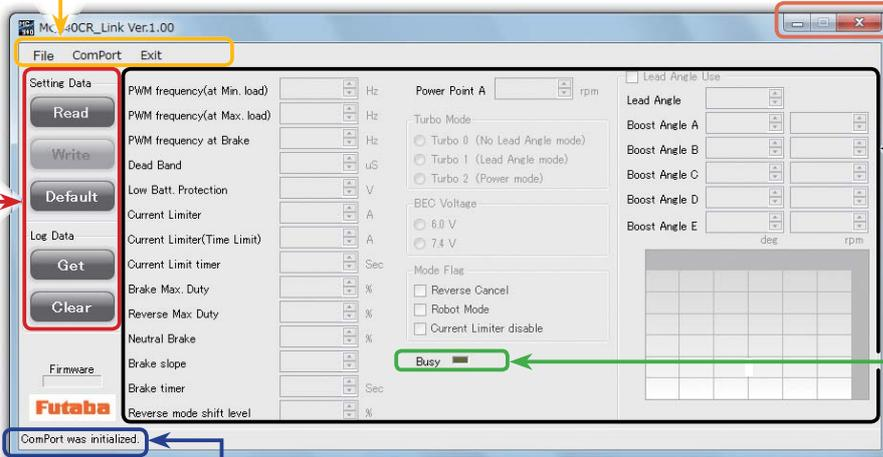 MC940CR_Link Ver.1.00
File ComPort Exit
Setting Data
Read
Write
Default
Log Data
Get
Clear
Firmware
Futaba
PWM frequency(at Min. load) Hz
PWM frequency(at Max. load) Hz
PWM frequency at Brake Hz
Dead Band uS
Low Batt. Protection V
Current Limiter A
Current Limiter(Time Limit) A
Current Limit timer Sec
Brake Max. Duty %
Reverse Max Duty %
Neutral Brake %
Brake slope
Brake timer Sec
Reverse mode shift level %
Power Point A rpm
Turbo Mode
Turbo 0 (No Lead Angle mode)
Turbo 1 (Lead Angle mode)
Turbo 2 (Power mode)
BEC Voltage
6.0 V
7.4 V
Mode Flag
Reverse Cancel
Robot Mode
Current Limiter disable
Busy
Lead Angle Use
Lead Angle
Boost Angle A
Boost Angle B
Boost Angle C
Boost Angle D
Boost Angle E
deg rpm
ComPort was initialized.